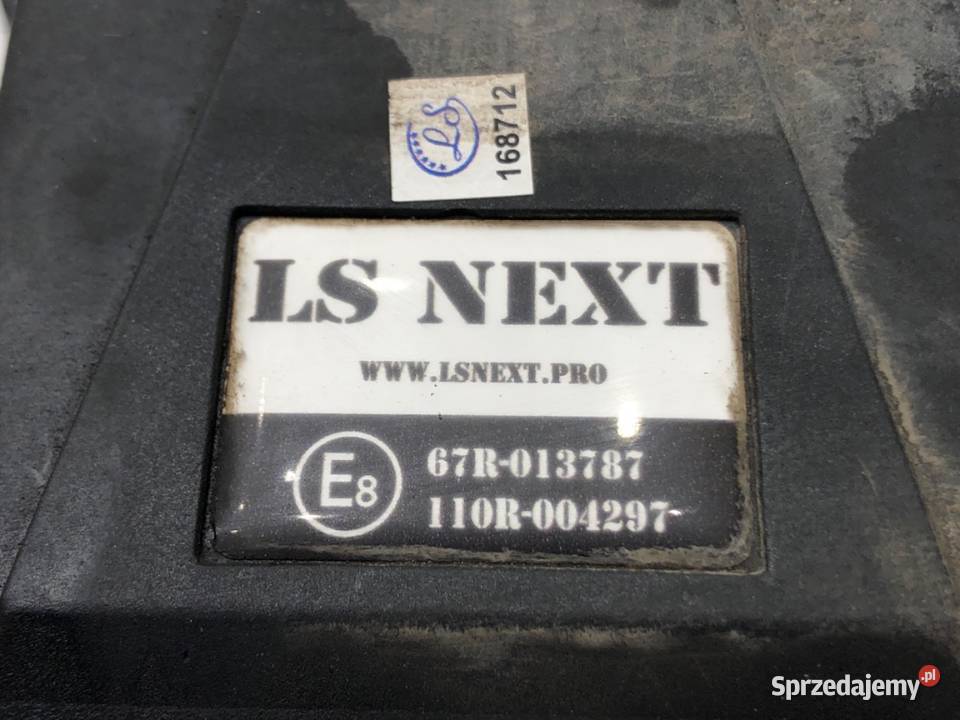 LS
168712
LS NEXT
WWW.LSNEXT.PRO
E8
67R-013787
110R-004297
Sprzedajemy.pl